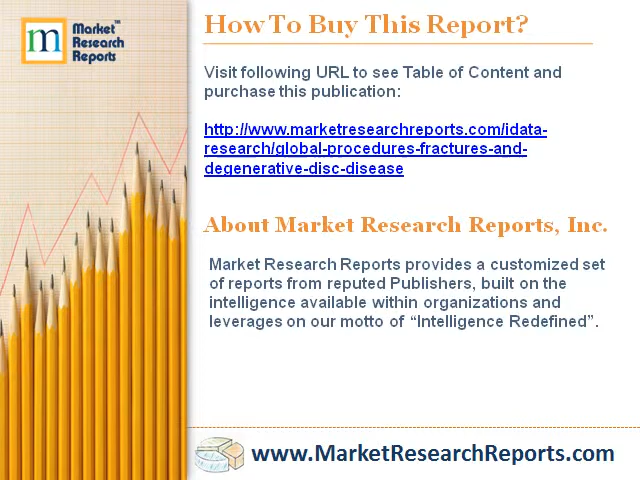 m
Market™
Research
Reports
How To Buy This Report?
Visit following URL to see Table of Content and
purchase this publication:
http://www.marketresearchreports.com/idata-
research/global-procedures-fractures-and-
degenerative-disc-disease
About Market Research Reports, Inc.
Market Research Reports provides a customized set
of reports from reputed Publishers, built on the
intelligence available within organizations and
leverages on our motto of “Intelligence Redefined”.
www.MarketResearchReports.com